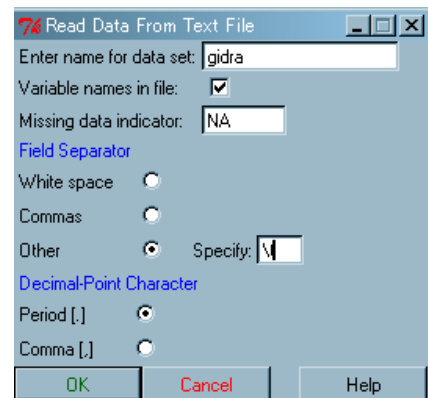 Read Data From Text File
Enter name for data set: gidra
Variable names in file:
Missing data indicator: NA
Field Separator
White space
Commas
Other Specify:
Decimal-Point Character
Period [.]
Comma [,]
OK Cancel Help